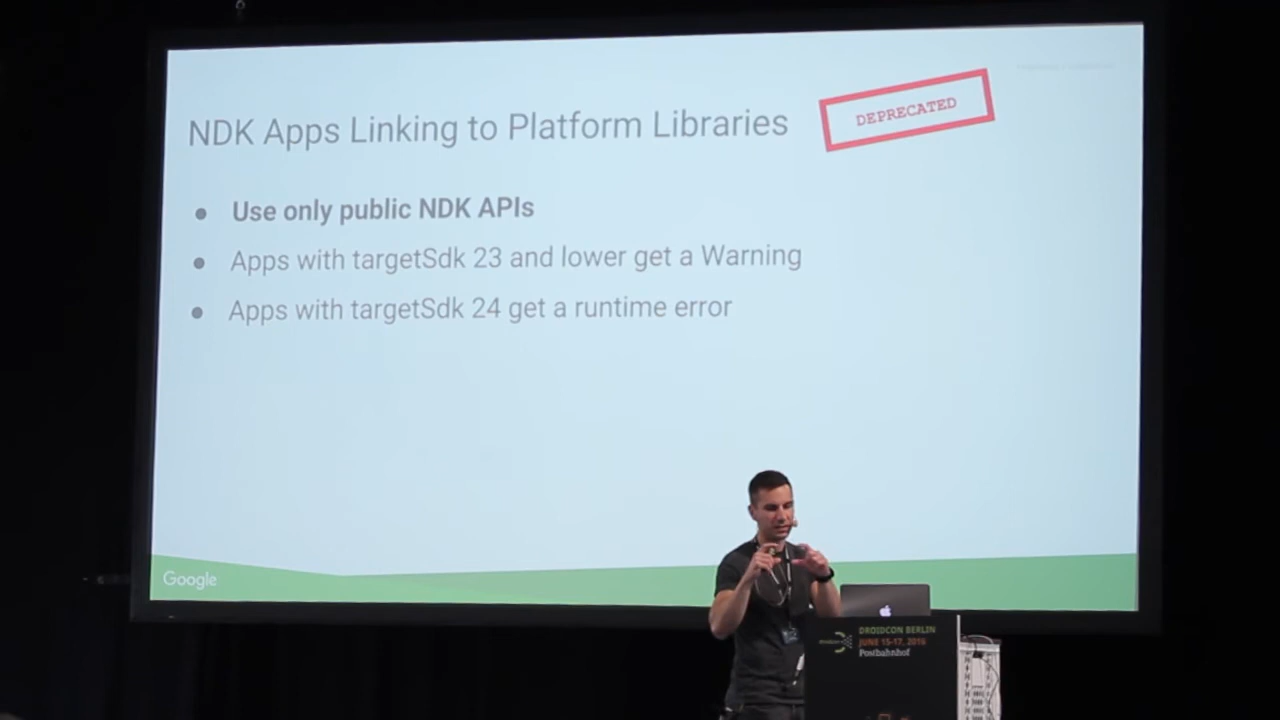 NDK Apps Linking to Platform Libraries
DEPRECATED
● Use only public NDK APIs
● Apps with targetSdk 23 and lower get a Warning
● Apps with targetSdk 24 get a runtime error
Google
droidcon
DROIDCON BERLIN
JUNE 15-17, 2016
Postbahnhof